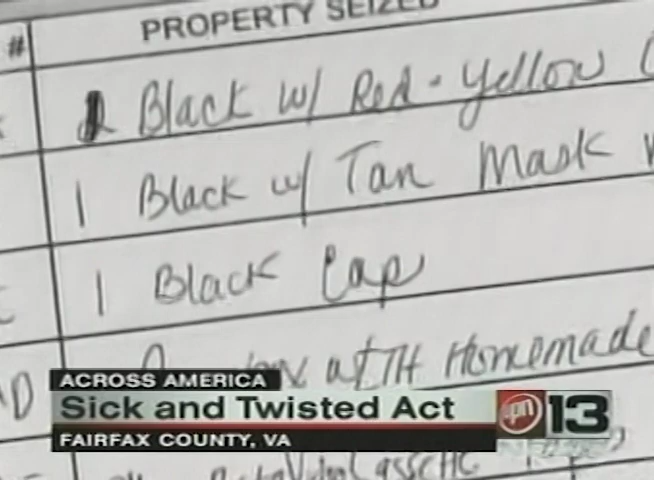 PROPERTY SEIZED
#
Black w/ Red - Yellow
1 Black w/ Tan Mask
1 Black Cap
Homemade
ACROSS AMERICA
Sick and Twisted Act
upn 13
FAIRFAX COUNTY, VA